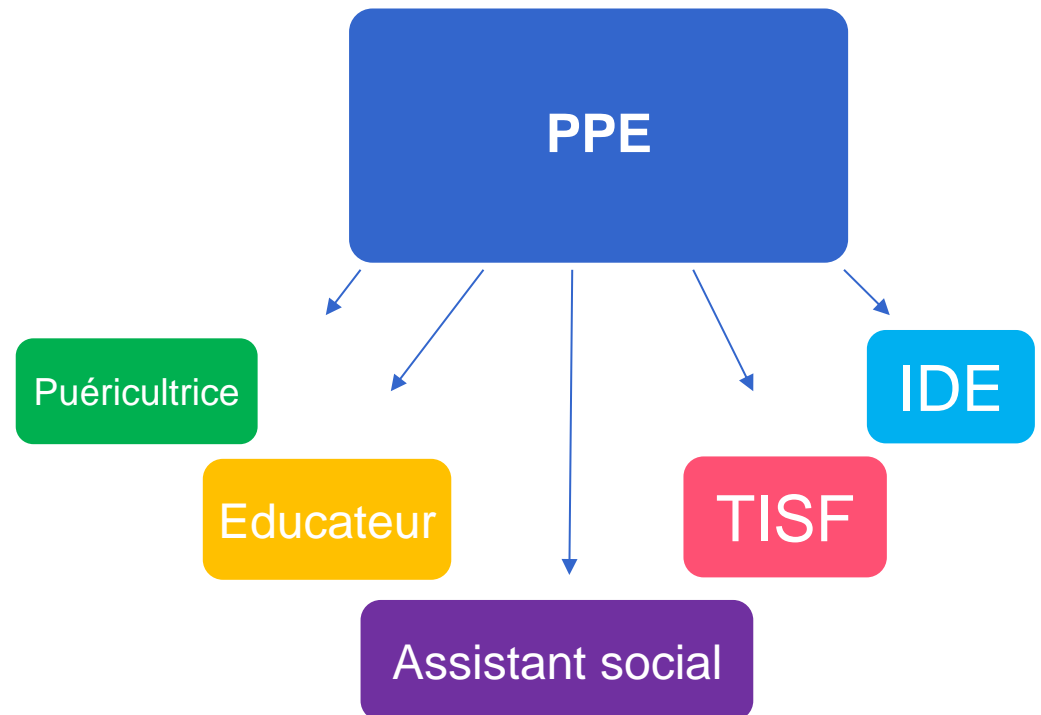 PPE
Puéricultrice
IDE
Educateur
TISF
Assistant social